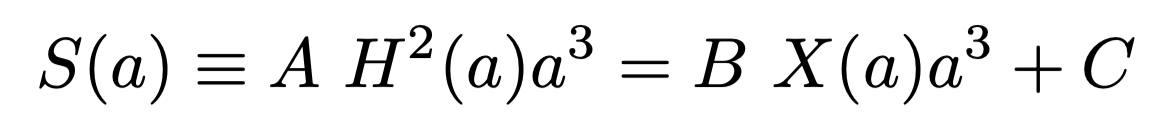 S(a) ≡ A H²(a)a³ = B X(a)a³ + C